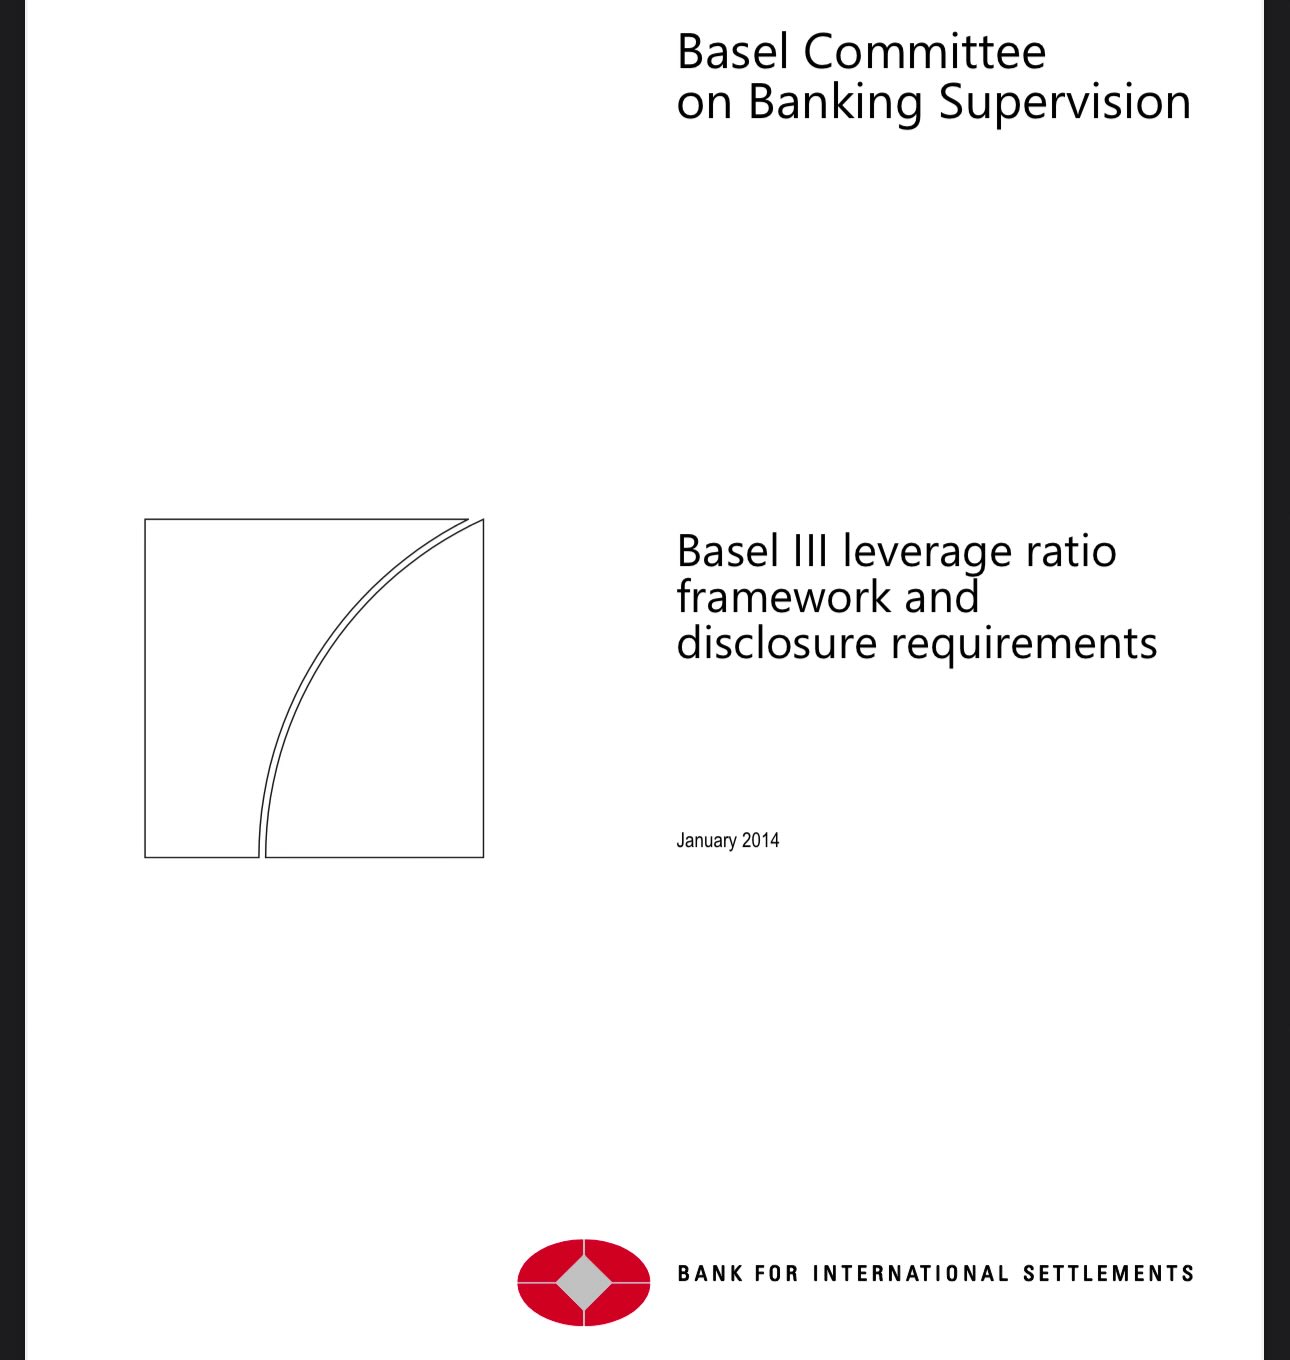 Basel Committee
on Banking Supervision
Basel III leverage ratio
framework and
disclosure requirements
January 2014
BANK FOR INTERNATIONAL SETTLEMENTS